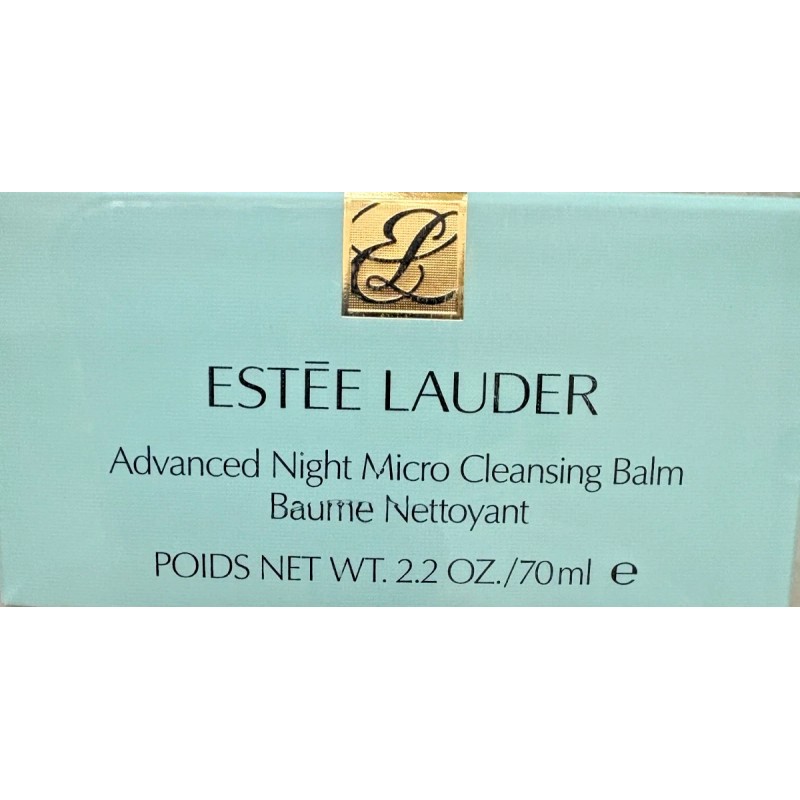 EL
ESTĒE LAUDER
Advanced Night Micro Cleansing Balm
Baume Nettoyant
POIDS NET WT. 2.2 OZ./70ml ℮